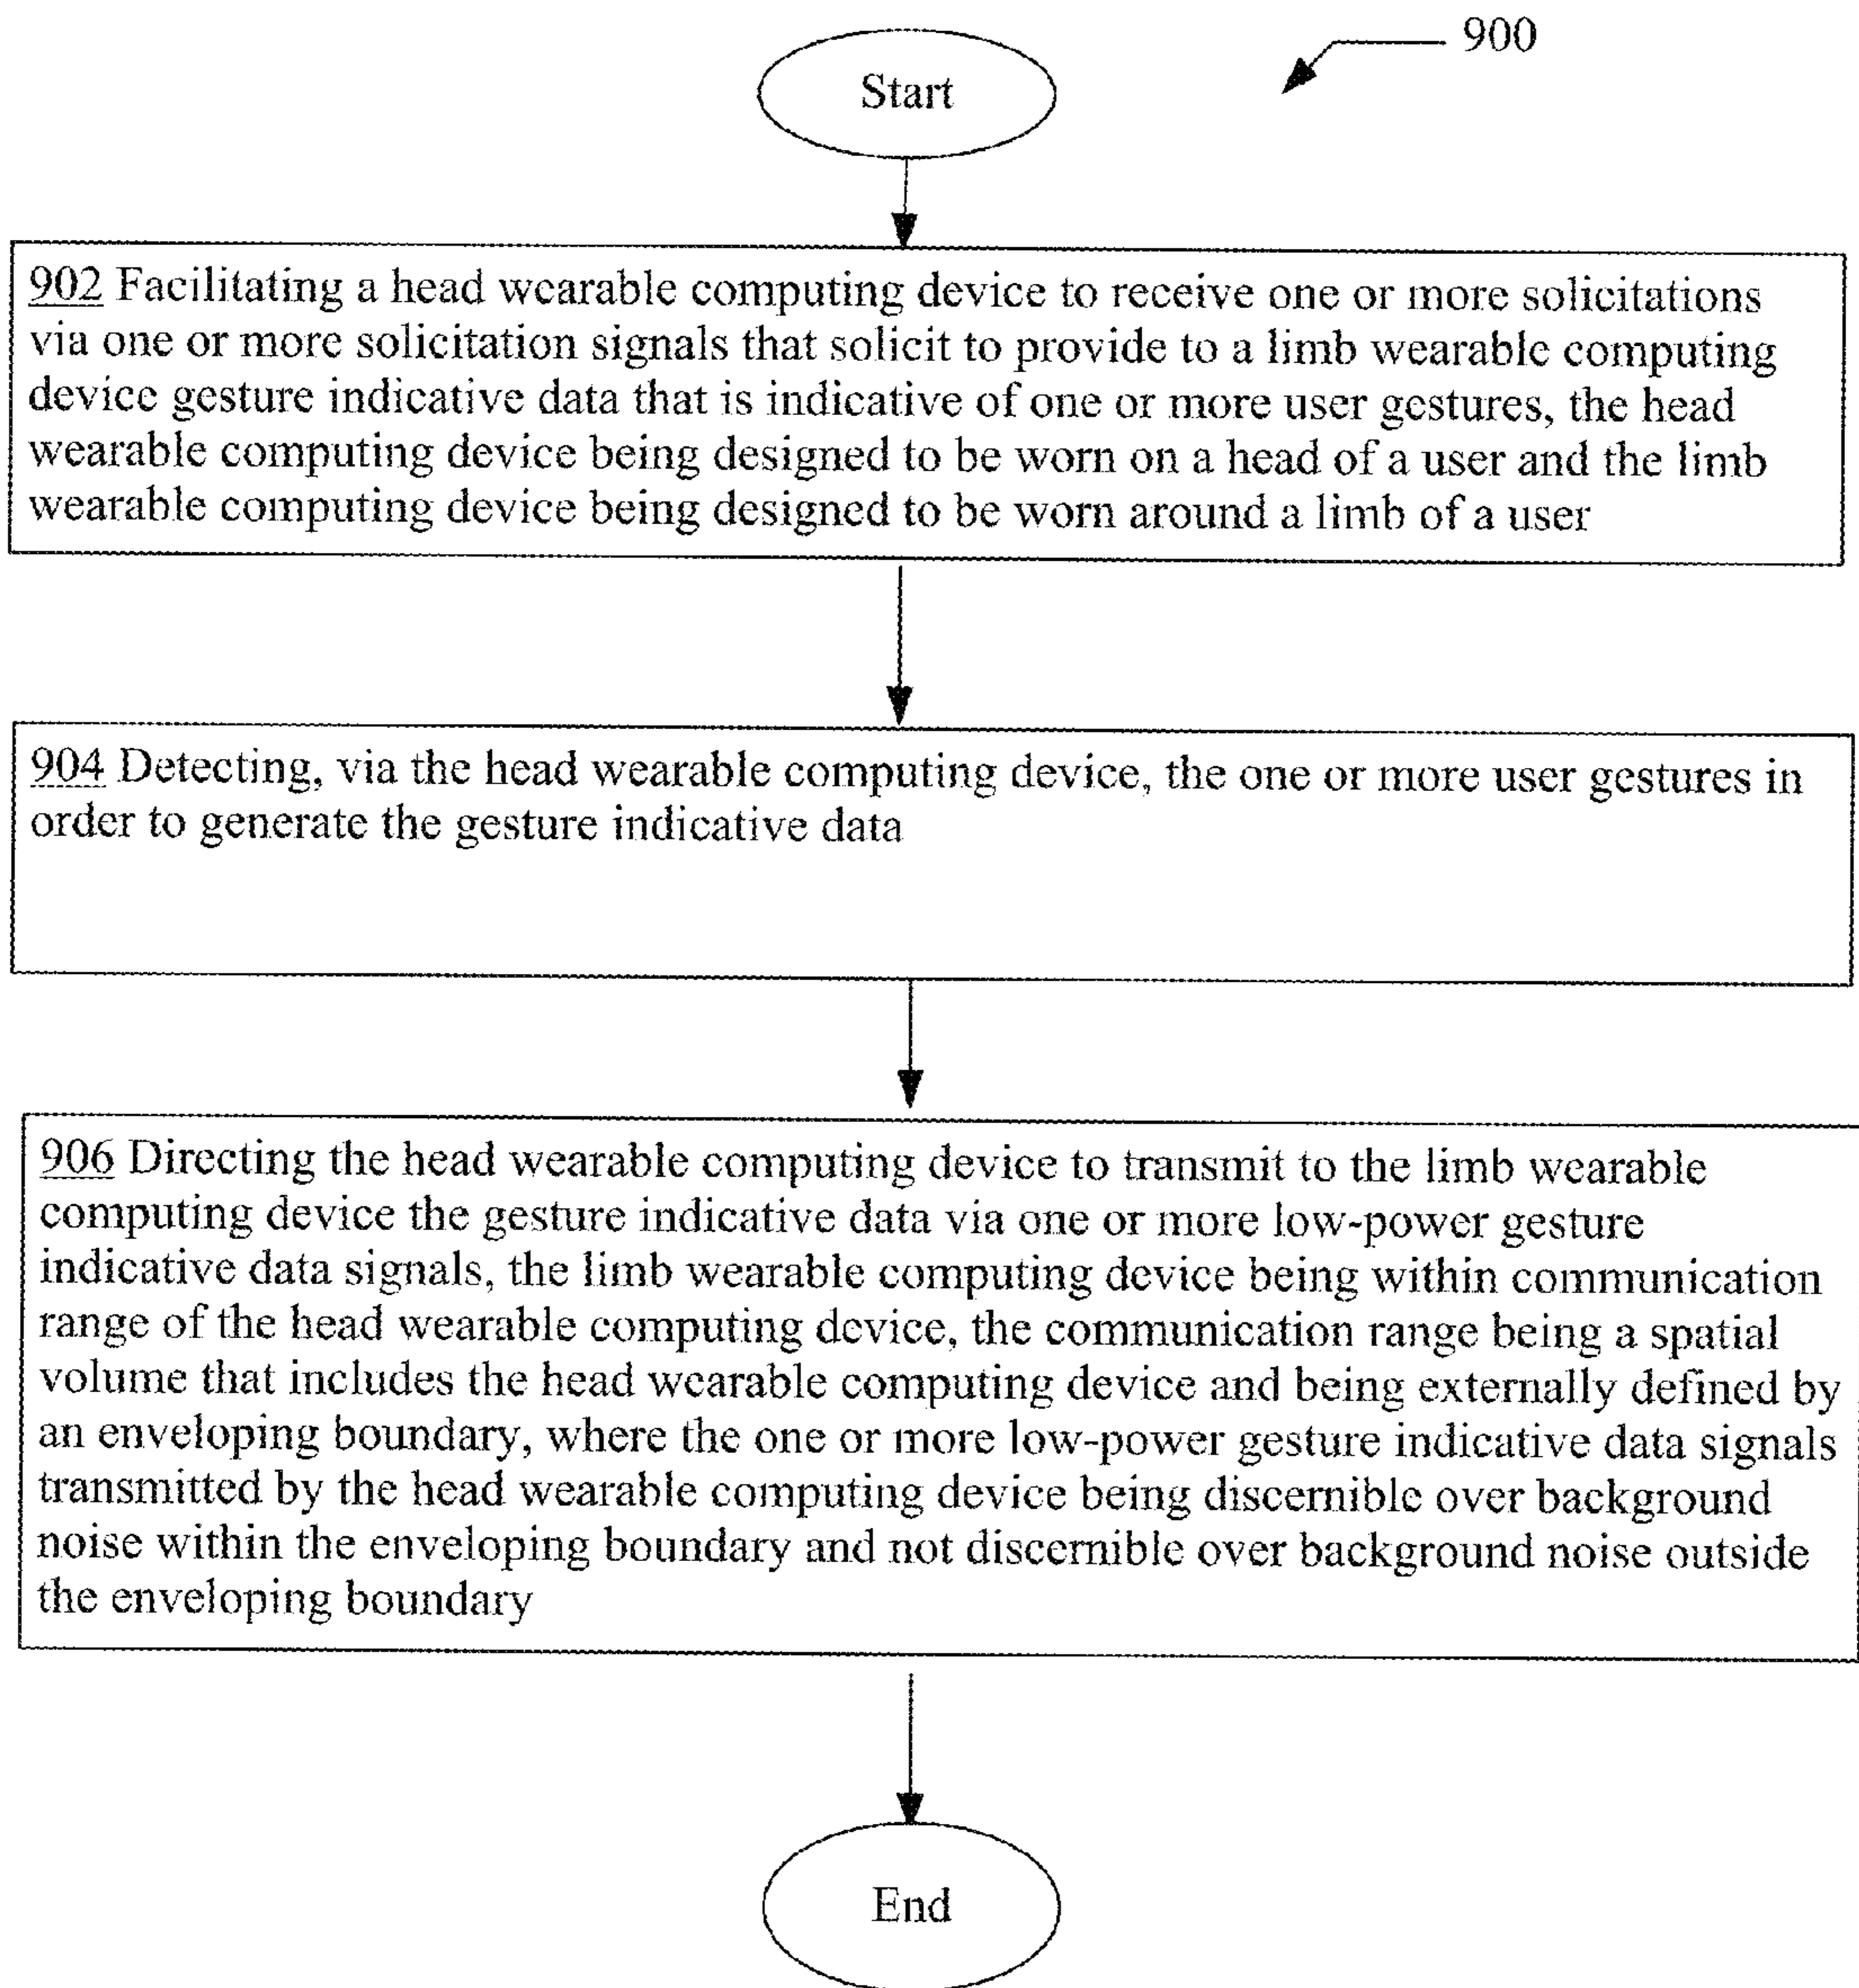 900
Start
902 Facilitating a head wearable computing device to receive one or more solicitations
via one or more solicitation signals that solicit to provide to a limb wearable computing
device gesture indicative data that is indicative of one or more user gestures, the head
wearable computing device being designed to be worn on a head of a user and the limb
wearable computing device being designed to be worn around a limb of a user
904 Detecting, via the head wearable computing device, the one or more user gestures in
order to generate the gesture indicative data
906 Directing the head wearable computing device to transmit to the limb wearable
computing device the gesture indicative data via one or more low-power gesture
indicative data signals, the limb wearable computing device being within communication
range of the head wearable computing device, the communication range being a spatial
volume that includes the head wearable computing device and being externally defined by
an enveloping boundary, where the one or more low-power gesture indicative data signals
transmitted by the head wearable computing device being discernible over background
noise within the enveloping boundary and not discernible over background noise outside
the enveloping boundary
End